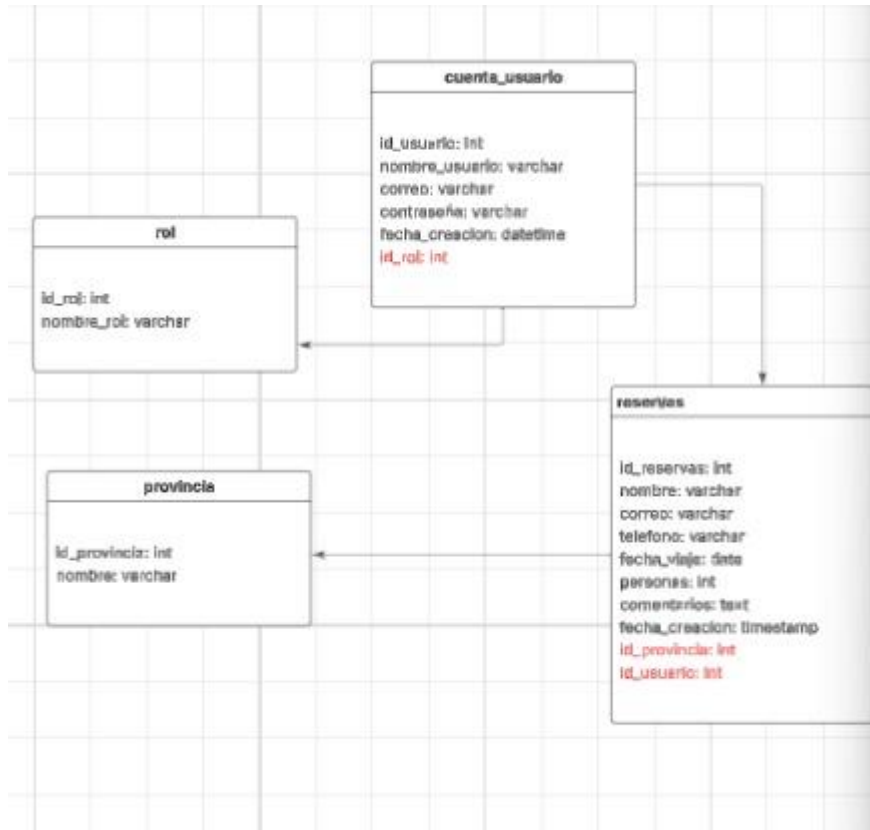 cuenta_usuario
id_usuario: int
nombre_usuario: varchar
correo: varchar
contraseña: varchar
fecha_creacion: datetime
id_rol: int
rol
id_rol: int
nombre_rol: varchar
reservas
id_reservas: int
nombre: varchar
correo: varchar
telefono: varchar
fecha_viaje: date
personas: int
comentarios: text
fecha_creacion: timestamp
id_provincia: int
id_usuario: int
provincia
id_provincia: int
nombre: varchar